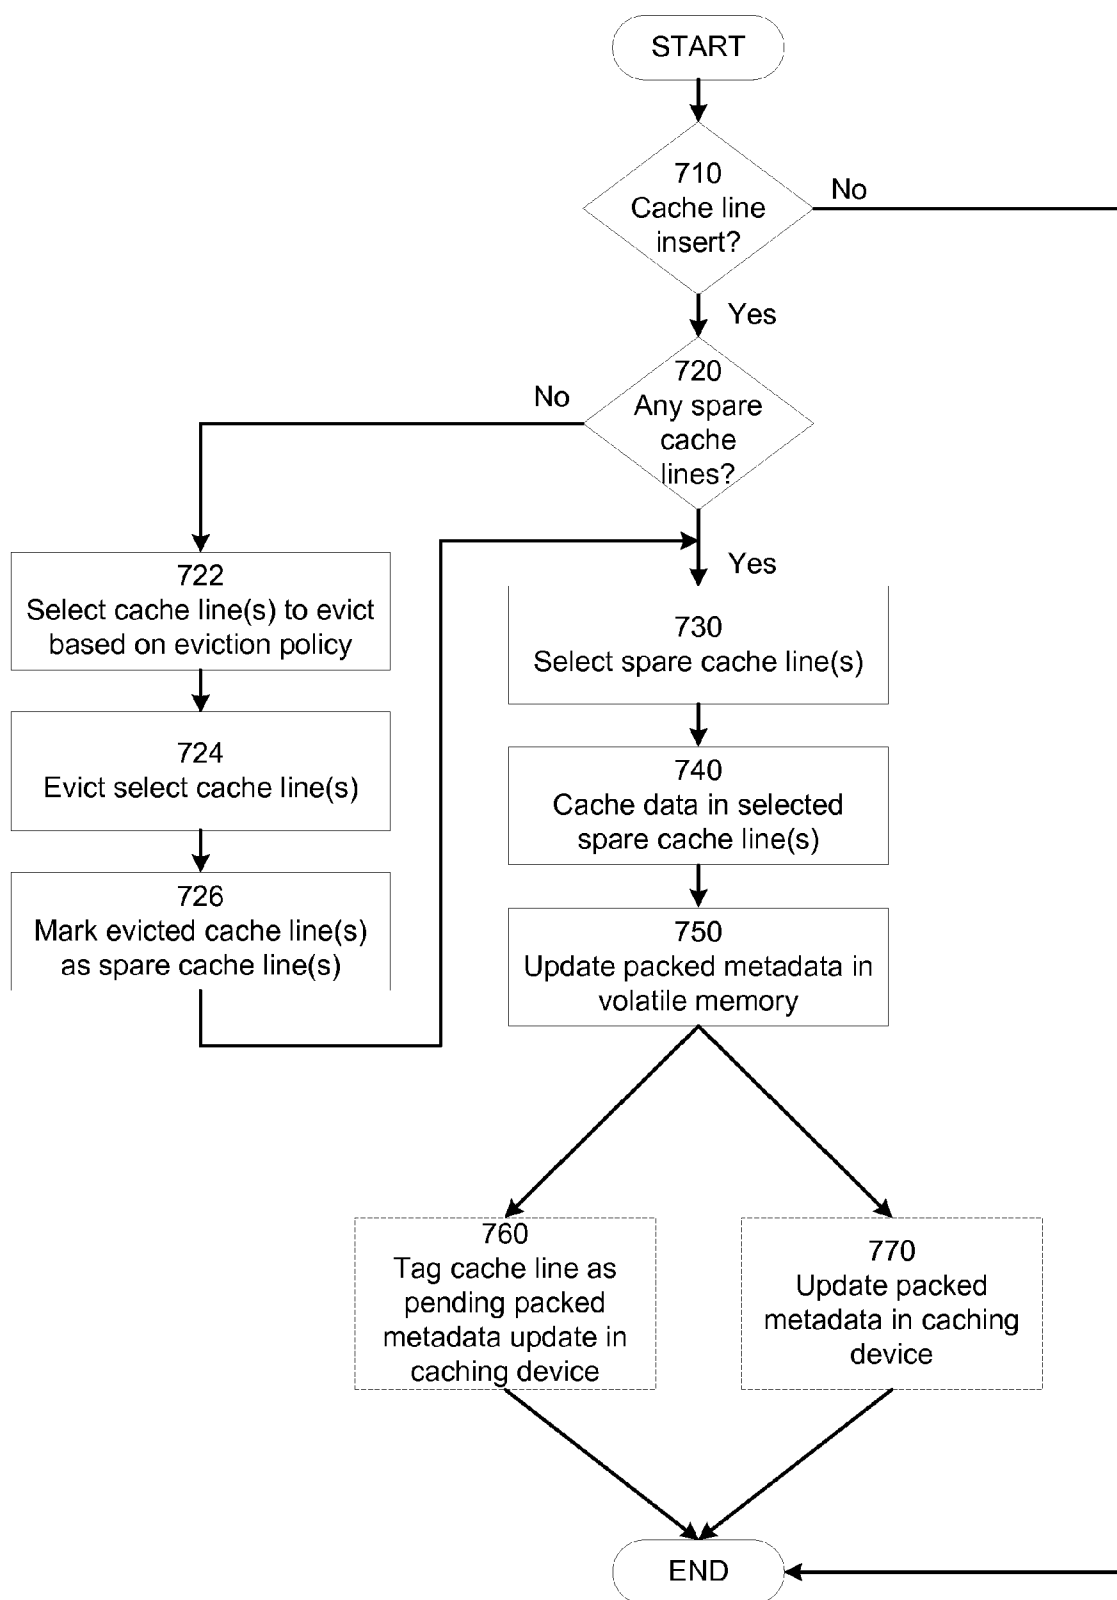 START
710
Cache line
insert?
No
Yes
720
Any spare
cache
lines?
No
Yes
722
Select cache line(s) to evict
based on eviction policy
724
Evict select cache line(s)
726
Mark evicted cache line(s)
as spare cache line(s)
730
Select spare cache line(s)
740
Cache data in selected
spare cache line(s)
750
Update packed metadata in
volatile memory
760
Tag cache line as
pending packed
metadata update in
caching device
770
Update packed
metadata in caching
device
END